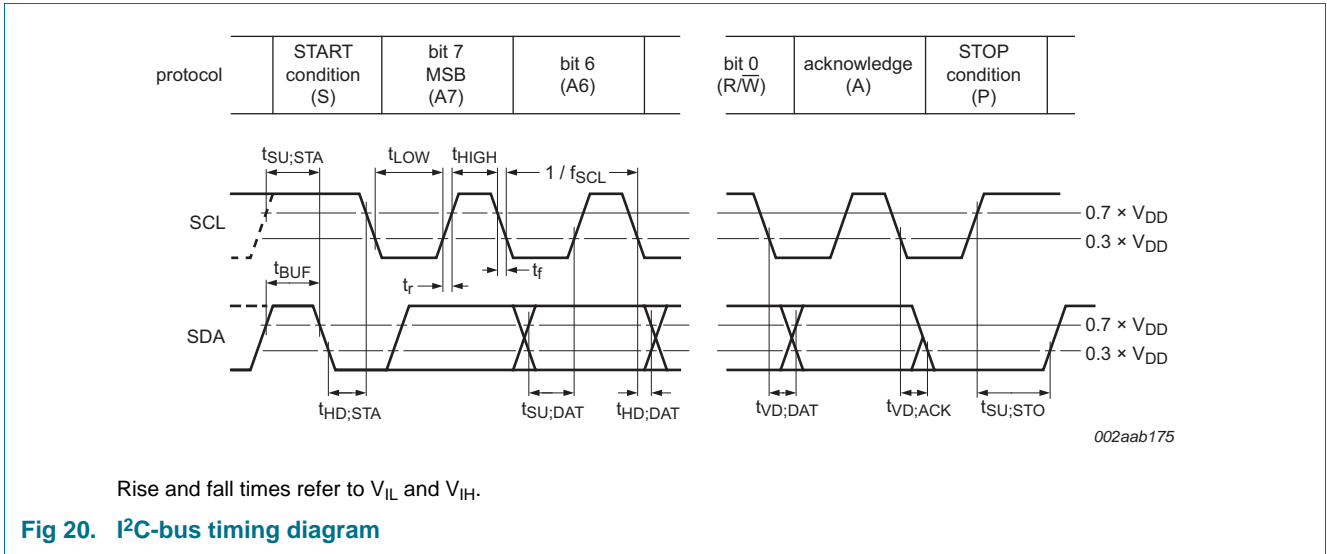 protocol
START
condition
(S)
bit 7
MSB
(A7)
bit 6
(A6)
bit 0
(R/W̅)
acknowledge
(A)
STOP
condition
(P)
tSU;STA
tLOW
tHIGH
1 / fSCL
SCL
0.7 × VDD
0.3 × VDD
tBUF
tr
tf
SDA
0.7 × VDD
0.3 × VDD
tHD;STA
tSU;DAT
tHD;DAT
tVD;DAT
tVD;ACK
tSU;STO
002aab175
Rise and fall times refer to VIL and VIH.
Fig 20. I²C-bus timing diagram